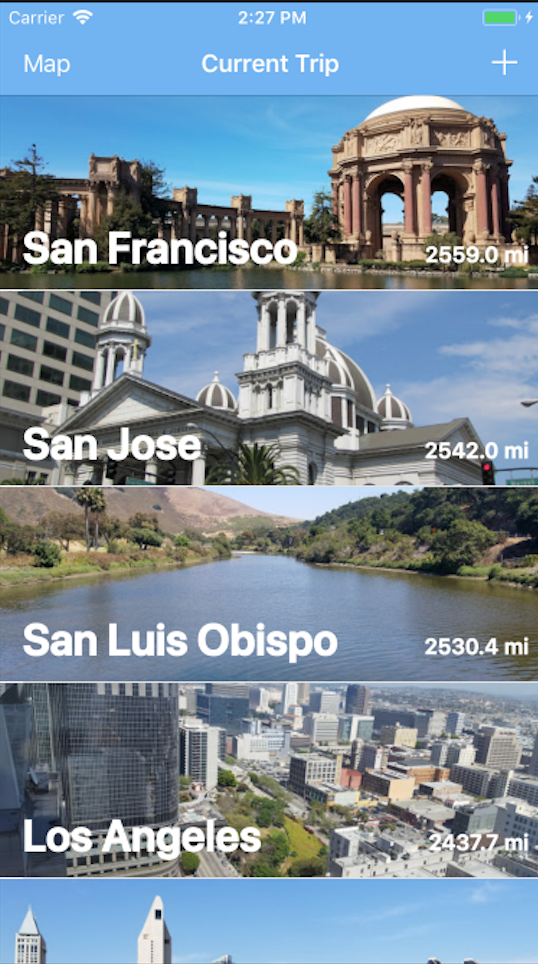 Carrier 2:27 PM
Map Current Trip +
San Francisco 2559.0 mi
San Jose 2542.0 mi
San Luis Obispo 2530.4 mi
Los Angeles 2437.7 mi